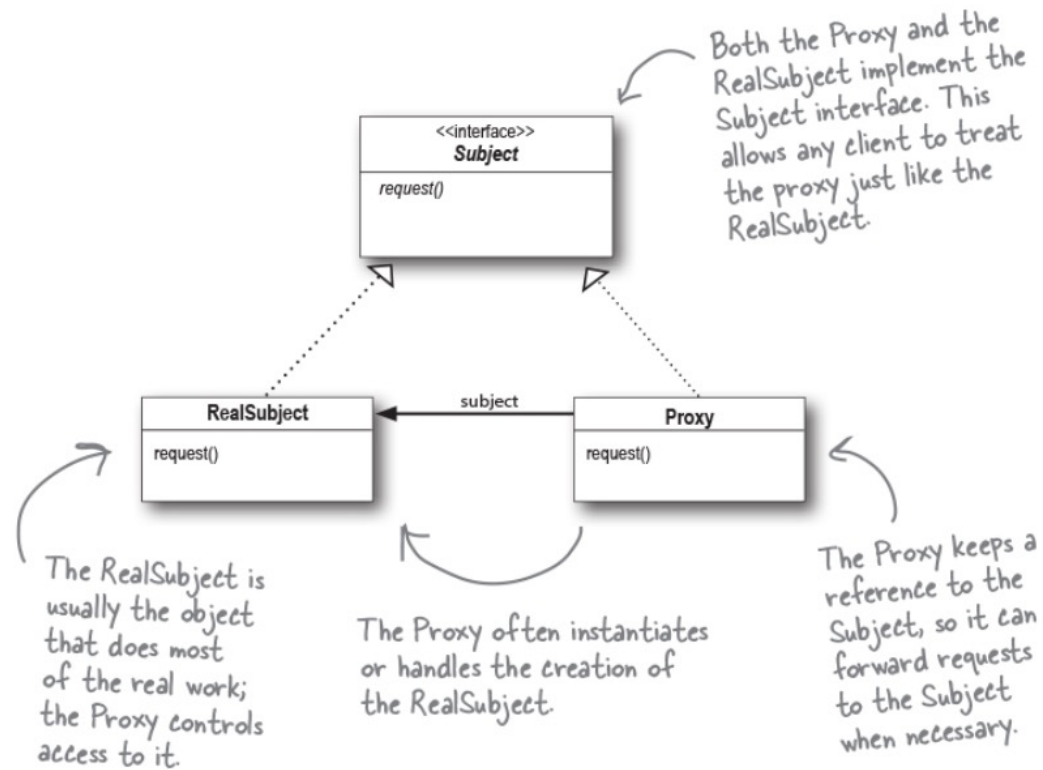 Both the Proxy and the
RealSubject implement the
Subject interface. This
allows any client to treat
the proxy just like the
RealSubject.
<<interface>>
Subject
request()
RealSubject
request()
subject
Proxy
request()
The RealSubject is
usually the object
that does most
of the real work;
the Proxy controls
access to it.
The Proxy often instantiates
or handles the creation of
the RealSubject.
The Proxy keeps a
reference to the
Subject, so it can
forward requests
to the Subject
when necessary.